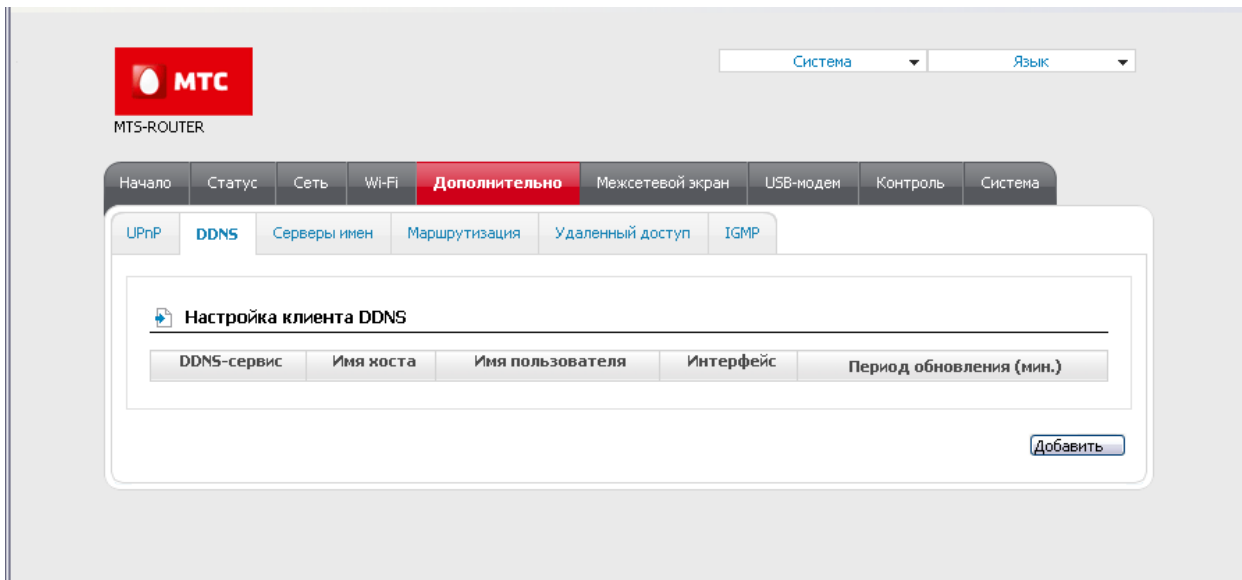 МТС
Система Язык
MTS-ROUTER
Начало Статус Сеть Wi-Fi Дополнительно Межсетевой экран USB-модем Контроль Система
UPnP DDNS Серверы имен Маршрутизация Удаленный доступ IGMP
Настройка клиента DDNS
DDNS-сервис Имя хоста Имя пользователя Интерфейс Период обновления (мин.)
Добавить